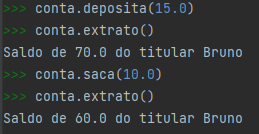 >>> conta.deposita(15.0)
>>> conta.extrato()
Saldo de 70.0 do titular Bruno
>>> conta.saca(10.0)
>>> conta.extrato()
Saldo de 60.0 do titular Bruno